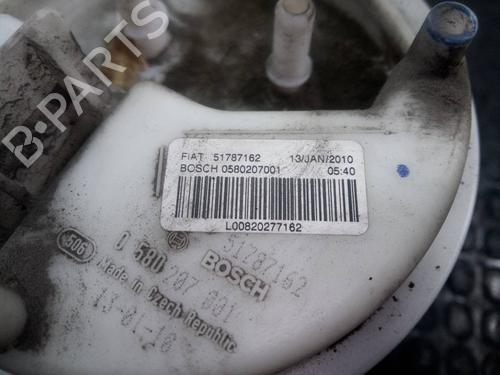 B-PARTS
FIAT 51787162 13/JAN/2010
BOSCH 0580207001 05:40
L00820277162
51787162
BOSCH
506
0 580 207 001
Made in Czech Republic
13-01-10